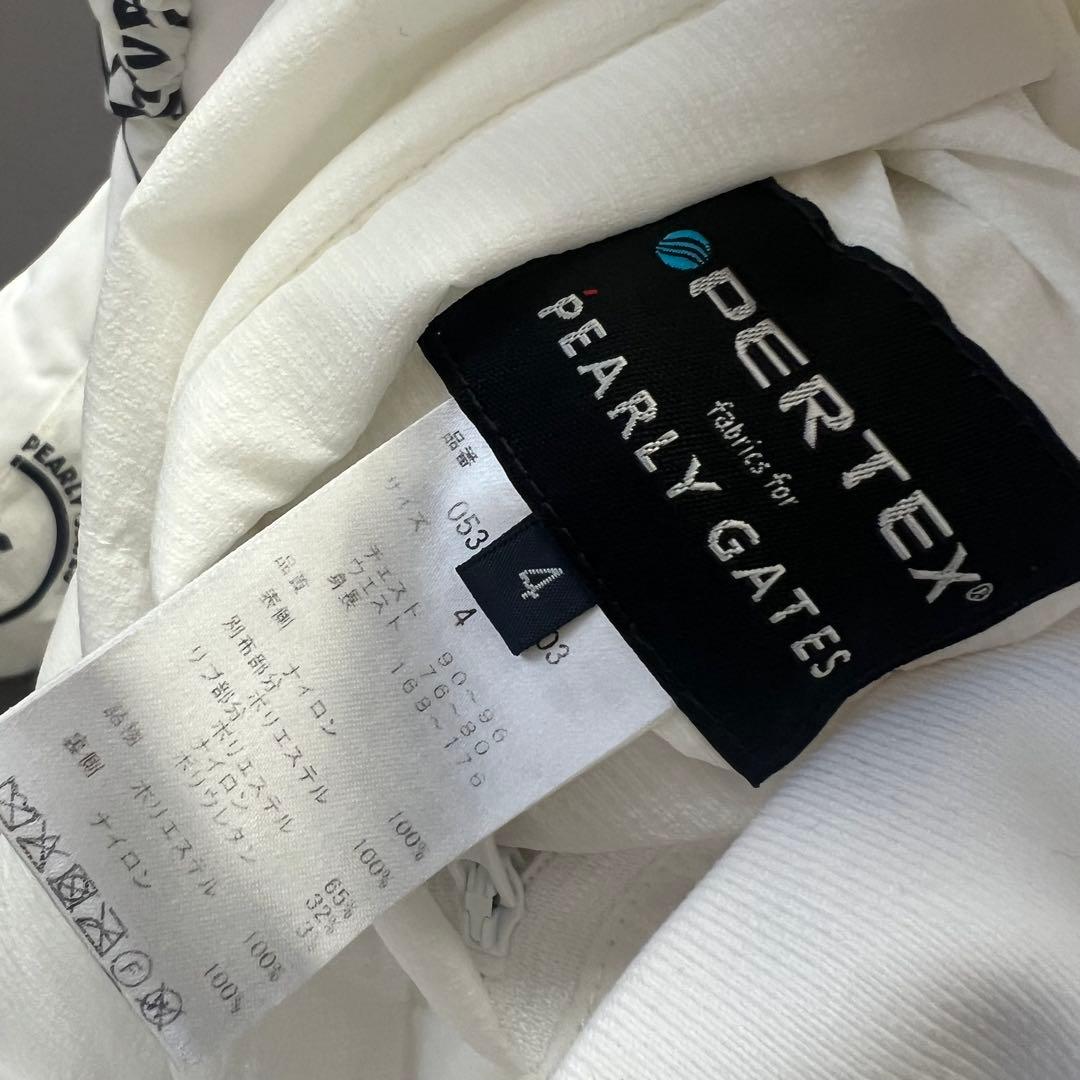 PERTEX®
fabrics for
PEARLY GATES
4
品番 053 03
サイズ 4
チェスト 90~96
ウエスト 76~80
身長 168~176
品質
表側 ナイロン 100%
別布部分 ポリエステル 100%
リブ部分 ポリエステル 65%
ナイロン 32%
ポリウレタン 3
詰物 ポリエステル 100%
裏側 ナイロン 100%
F
W
PEARLY